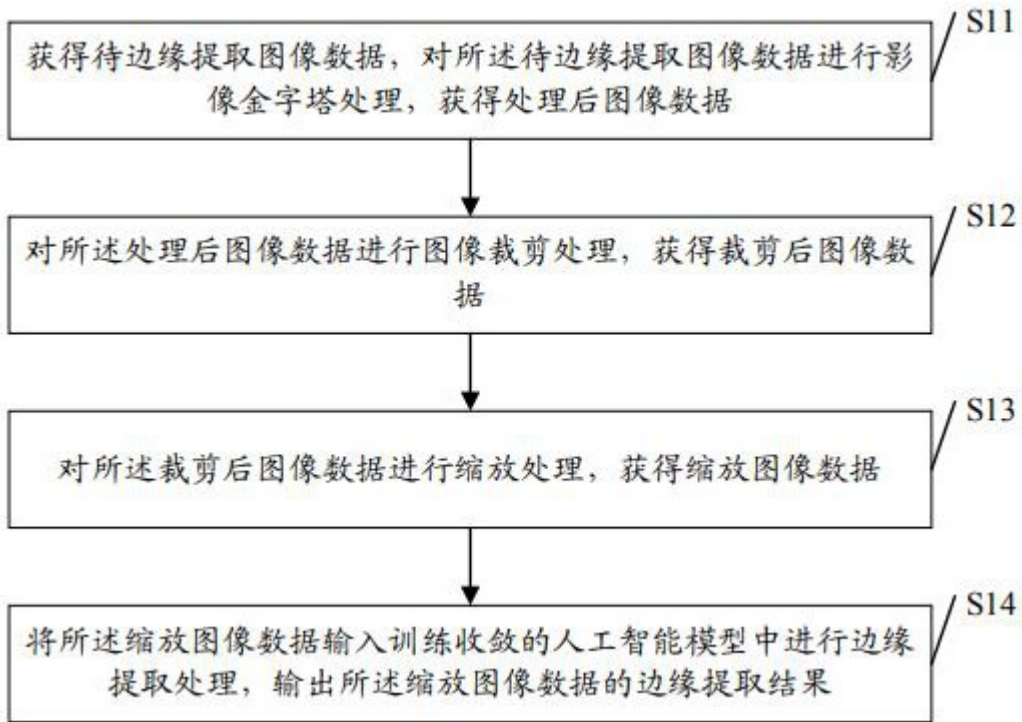 S11
获得待边缘提取图像数据，对所述待边缘提取图像数据进行影
像金字塔处理，获得处理后图像数据
S12
对所述处理后图像数据进行图像裁剪处理，获得裁剪后图像数
据
S13
对所述裁剪后图像数据进行缩放处理，获得缩放图像数据
S14
将所述缩放图像数据输入训练收敛的人工智能模型中进行边缘
提取处理，输出所述缩放图像数据的边缘提取结果